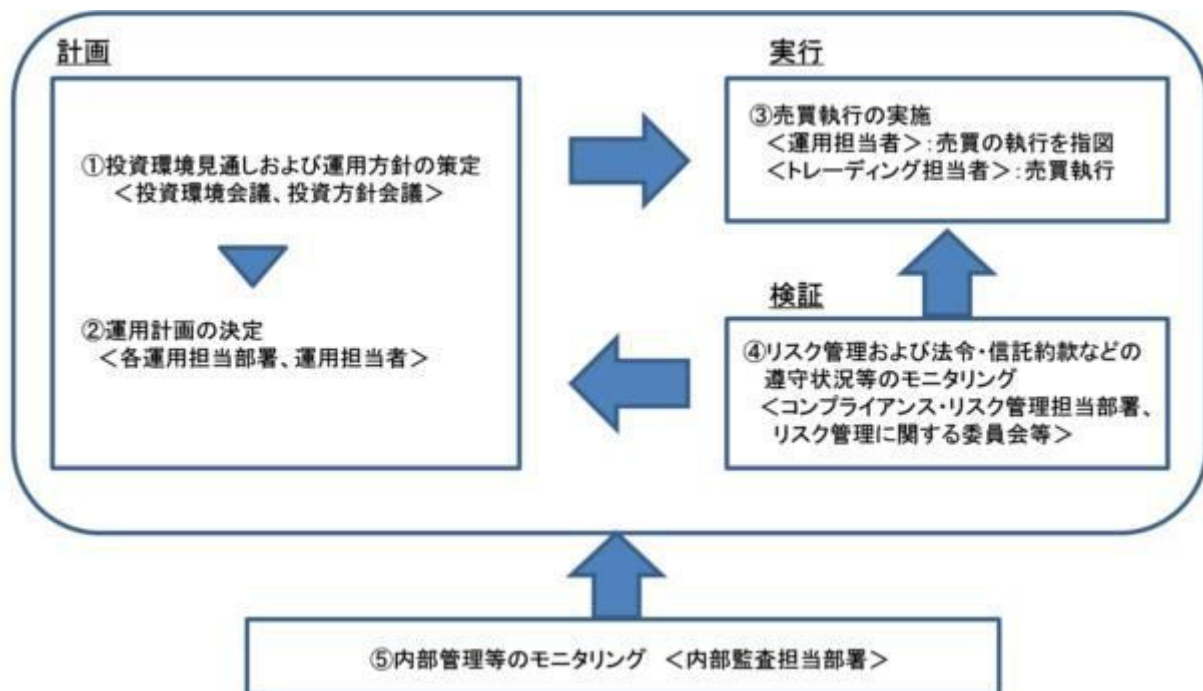 計画
①投資環境見通しおよび運用方針の策定
＜投資環境会議、投資方針会議＞
②運用計画の決定
＜各運用担当部署、運用担当者＞
実行
③売買執行の実施
＜運用担当者＞:売買の執行を指図
＜トレーディング担当者＞:売買執行
検証
④リスク管理および法令・信託約款などの
遵守状況等のモニタリング
＜コンプライアンス・リスク管理担当部署、
リスク管理に関する委員会等＞
⑤内部管理等のモニタリング ＜内部監査担当部署＞